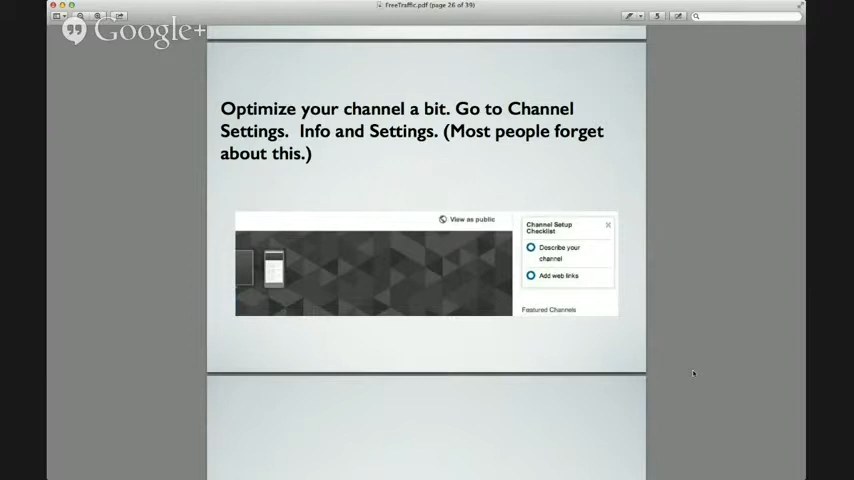 FreeTraffic.pdf (page 26 of 39)
Google+
Optimize your channel a bit. Go to Channel
Settings.  Info and Settings. (Most people forget
about this.)
View as public
Channel Setup
Checklist
Describe your
channel
Add web links
Featured Channels